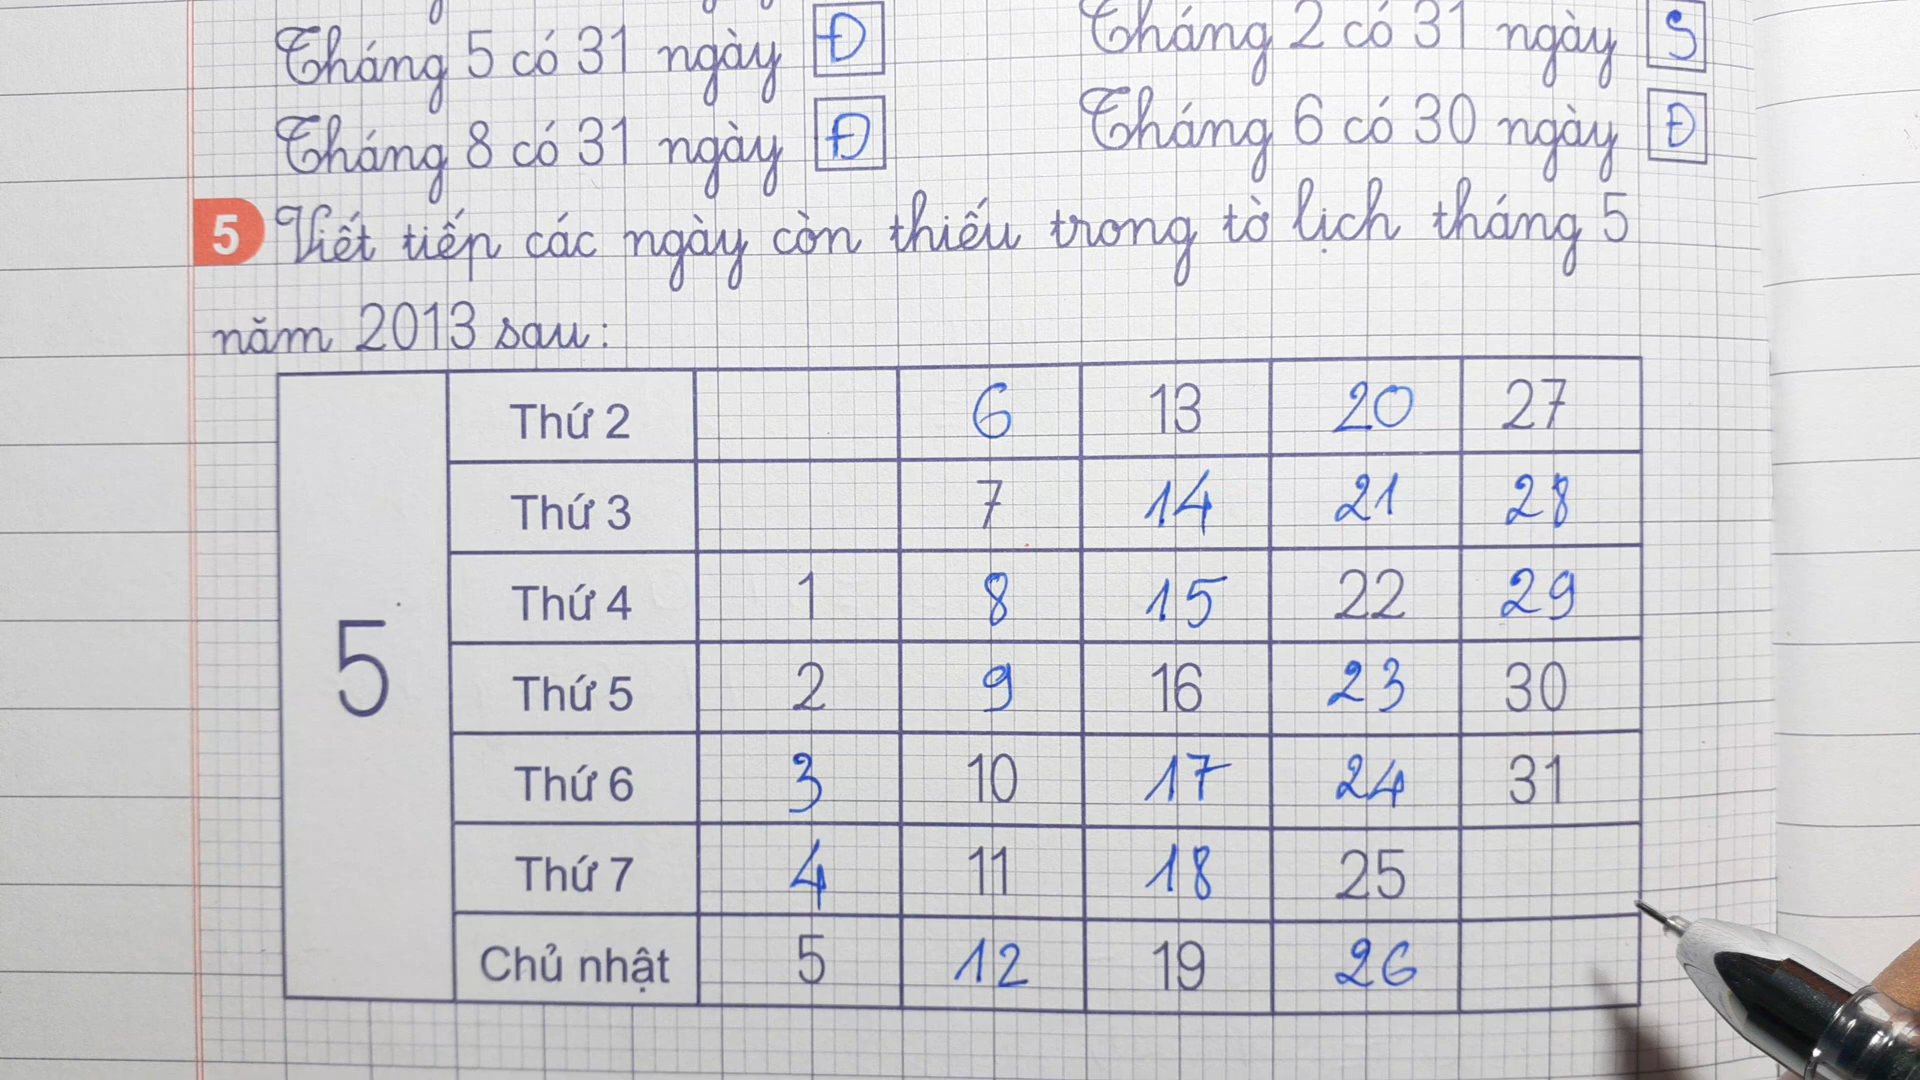 Tháng 5 có 31 ngày Đ Tháng 2 có 31 ngày S
Tháng 8 có 31 ngày Đ Tháng 6 có 30 ngày Đ
5 Viết tiếp các ngày còn thiếu trong tờ lịch tháng 5
năm 2013 sau:
Thứ 2 6 13 20 27
Thứ 3 7 14 21 28
Thứ 4 1 8 15 22 29
5
Thứ 5 2 9 16 23 30
Thứ 6 3 10 17 24 31
Thứ 7 4 11 18 25
Chủ nhật 5 12 19 26